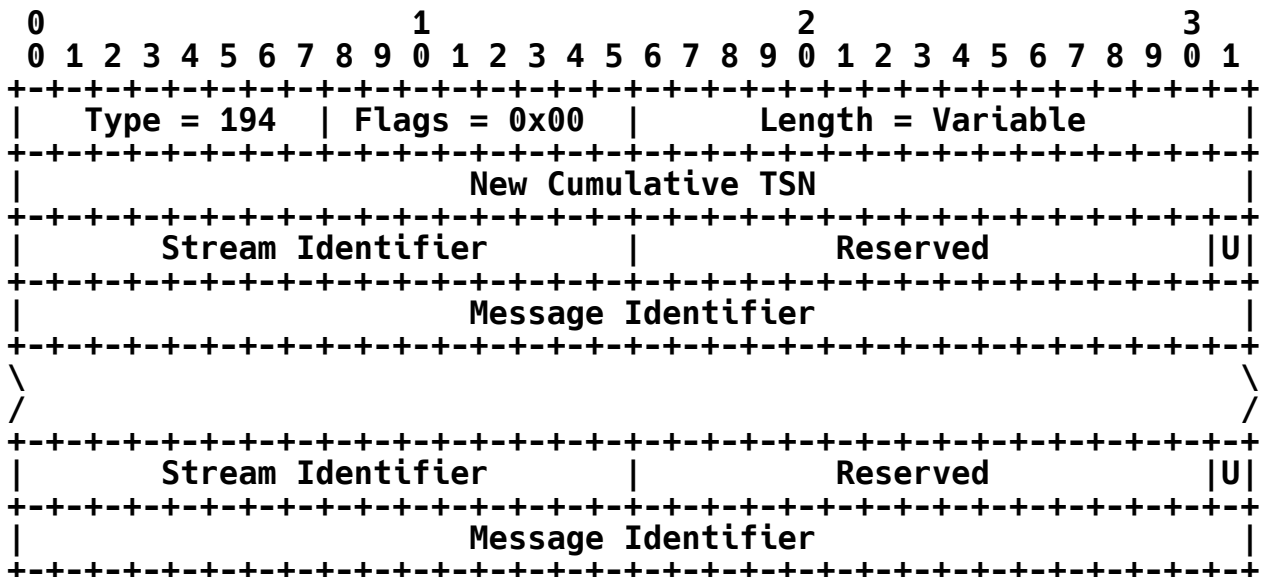 0                   1                   2                   3
 0 1 2 3 4 5 6 7 8 9 0 1 2 3 4 5 6 7 8 9 0 1 2 3 4 5 6 7 8 9 0 1
+-+-+-+-+-+-+-+-+-+-+-+-+-+-+-+-+-+-+-+-+-+-+-+-+-+-+-+-+-+-+-+-+
|   Type = 194  | Flags = 0x00  |      Length = Variable        |
+-+-+-+-+-+-+-+-+-+-+-+-+-+-+-+-+-+-+-+-+-+-+-+-+-+-+-+-+-+-+-+-+
|                       New Cumulative TSN                      |
+-+-+-+-+-+-+-+-+-+-+-+-+-+-+-+-+-+-+-+-+-+-+-+-+-+-+-+-+-+-+-+-+
|       Stream Identifier       |          Reserved           |U|
+-+-+-+-+-+-+-+-+-+-+-+-+-+-+-+-+-+-+-+-+-+-+-+-+-+-+-+-+-+-+-+-+
|                       Message Identifier                      |
+-+-+-+-+-+-+-+-+-+-+-+-+-+-+-+-+-+-+-+-+-+-+-+-+-+-+-+-+-+-+-+-+
\                                                               \
/                                                               /
+-+-+-+-+-+-+-+-+-+-+-+-+-+-+-+-+-+-+-+-+-+-+-+-+-+-+-+-+-+-+-+-+
|       Stream Identifier       |          Reserved           |U|
+-+-+-+-+-+-+-+-+-+-+-+-+-+-+-+-+-+-+-+-+-+-+-+-+-+-+-+-+-+-+-+-+
|                       Message Identifier                      |
+-+-+-+-+-+-+-+-+-+-+-+-+-+-+-+-+-+-+-+-+-+-+-+-+-+-+-+-+-+-+-+-+